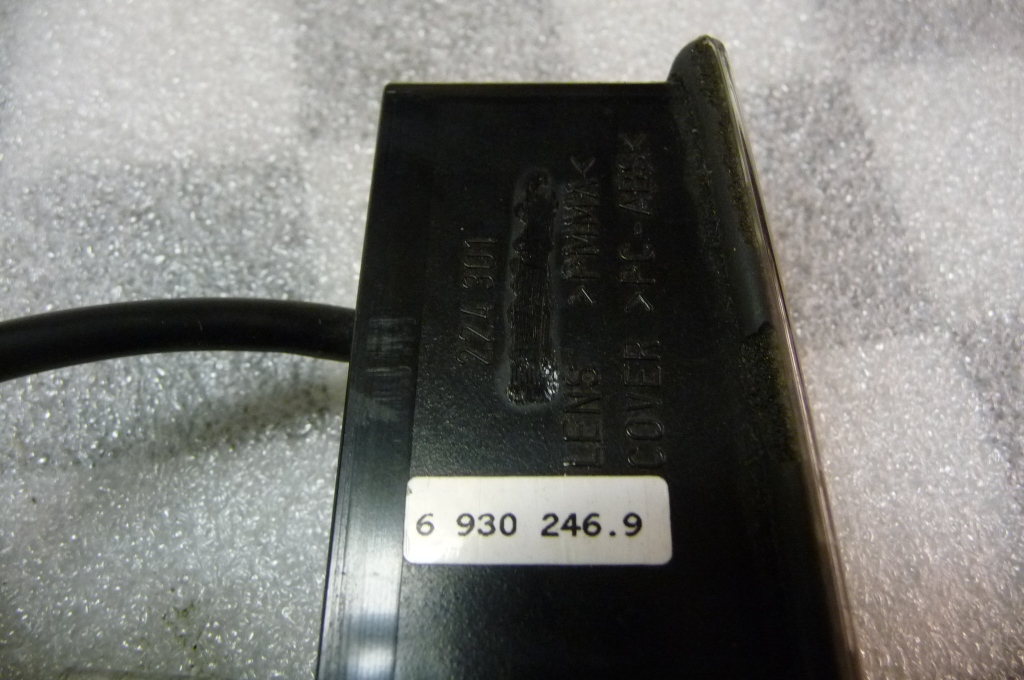 224 301
LENS >PMMA<
COVER >PC-ABS<
6 930 246.9